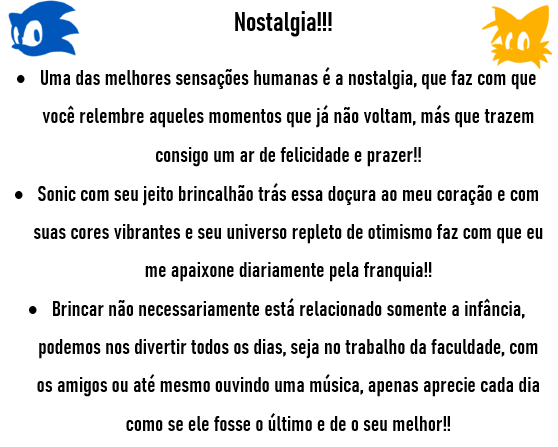 Nostalgia!!!
• Uma das melhores sensações humanas é a nostalgia, que faz com que
você relembre aqueles momentos que já não voltam, más que trazem
consigo um ar de felicidade e prazer!!
• Sonic com seu jeito brincalhão trás essa doçura ao meu coração e com
suas cores vibrantes e seu universo repleto de otimismo faz com que eu
me apaixone diariamente pela franquia!!
• Brincar não necessariamente está relacionado somente a infância,
podemos nos divertir todos os dias, seja no trabalho da faculdade, com
os amigos ou até mesmo ouvindo uma música, apenas aprecie cada dia
como se ele fosse o último e de o seu melhor!!